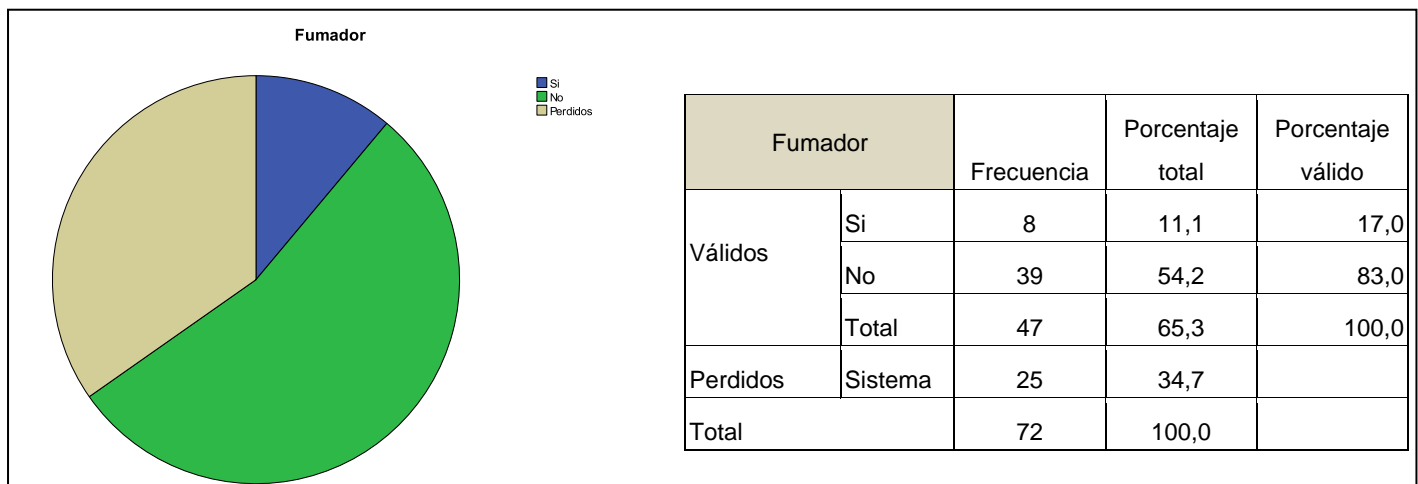 Fumador
Si
No
Perdidos
Fumador Frecuencia Porcentaje total Porcentaje válido
Válidos Si 8 11,1 17,0
No 39 54,2 83,0
Total 47 65,3 100,0
Perdidos Sistema 25 34,7
Total 72 100,0